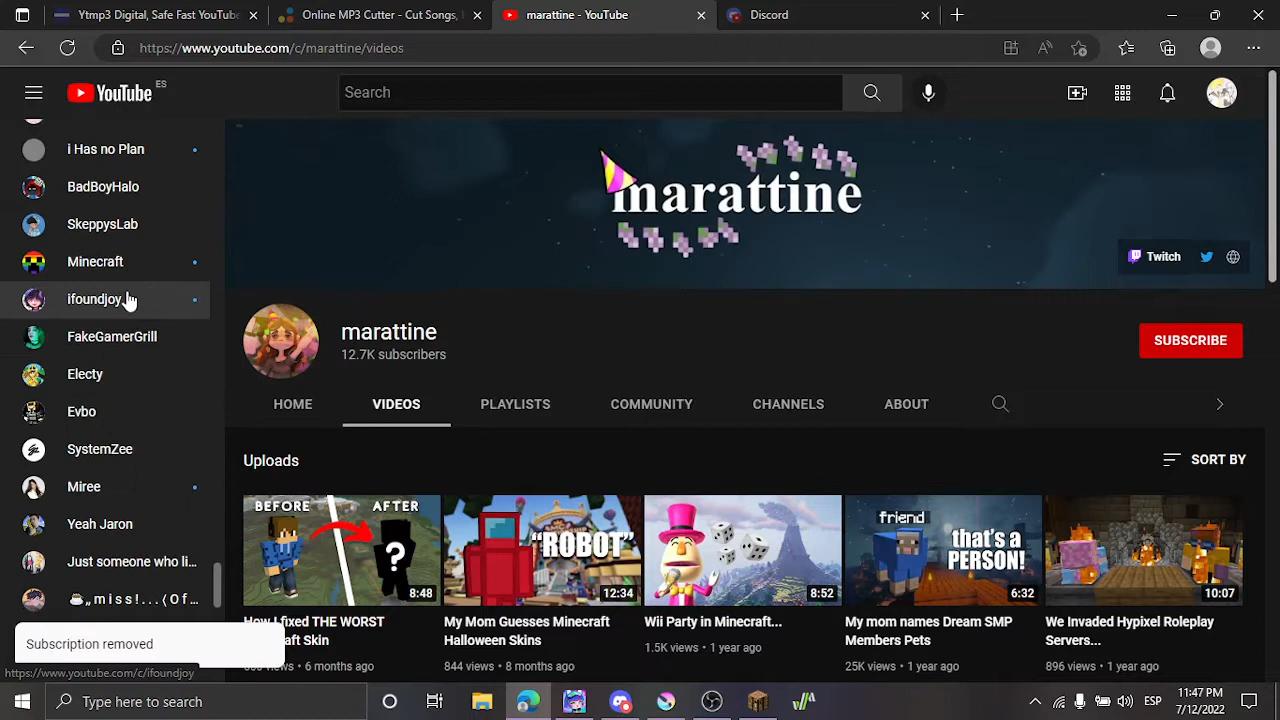 Ytmp3 Digital, Safe Fast YouTub
Online MP3 Cutter - Cut Songs,
marattine - YouTube
Discord
https://www.youtube.com/c/marattine/videos
YouTube ES
Search
i Has no Plan
BadBoyHalo
SkeppysLab
Minecraft
ifoundjoy
FakeGamerGrill
Electy
Evbo
SystemZee
Miree
Yeah Jaron
Just someone who li...
„ m i s s ! . . . ( O f ...
Subscription removed
https://www.youtube.com/c/ifoundjoy
marattine
Twitch
marattine
12.7K subscribers
SUBSCRIBE
HOME
VIDEOS
PLAYLISTS
COMMUNITY
CHANNELS
ABOUT
Uploads
SORT BY
BEFORE
AFTER
?
8:48
"ROBOT"
12:34
8:52
friend
that's a
PERSON!
6:32
10:07
How I fixed THE WORST
ft Skin
6 months ago
My Mom Guesses Minecraft
Halloween Skins
844 views • 8 months ago
Wii Party in Minecraft...
1.5K views • 1 year ago
My mom names Dream SMP
Members Pets
25K views • 1 year ago
We Invaded Hypixel Roleplay
Servers...
896 views • 1 year ago
Type here to search
ESP
11:47 PM
7/12/2022